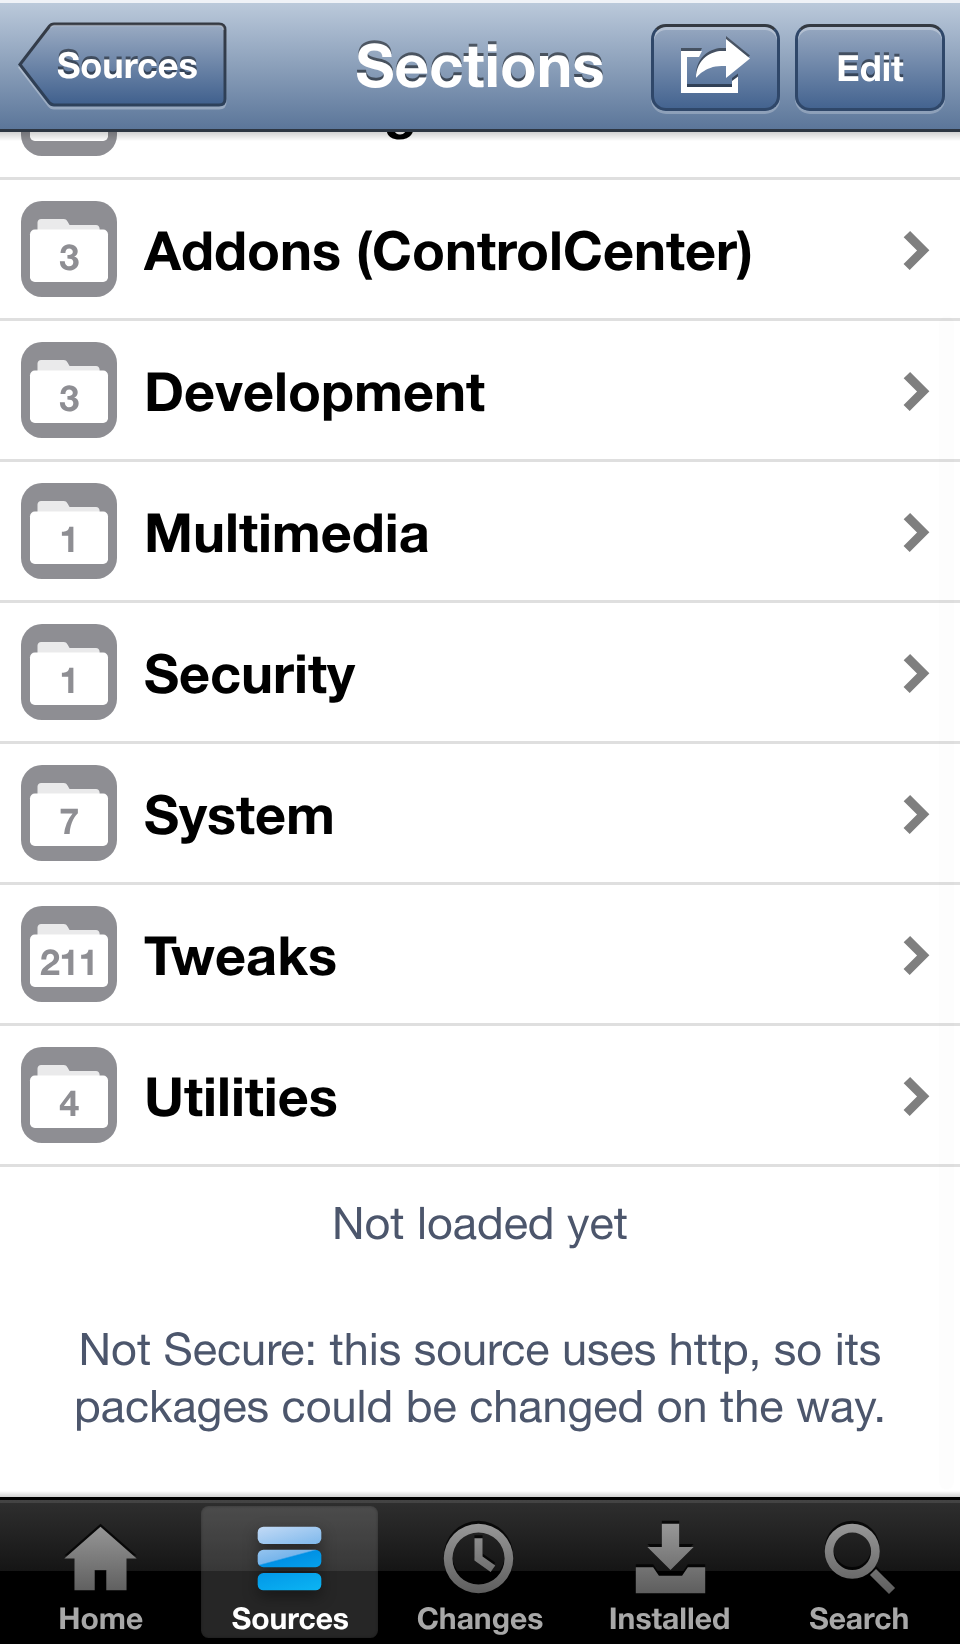 Sources
Sections
Edit
3
Addons (ControlCenter)
3
Development
1
Multimedia
1
Security
7
System
211
Tweaks
4
Utilities
Not loaded yet
Not Secure: this source uses http, so its
packages could be changed on the way.
Home
Sources
Changes
Installed
Search